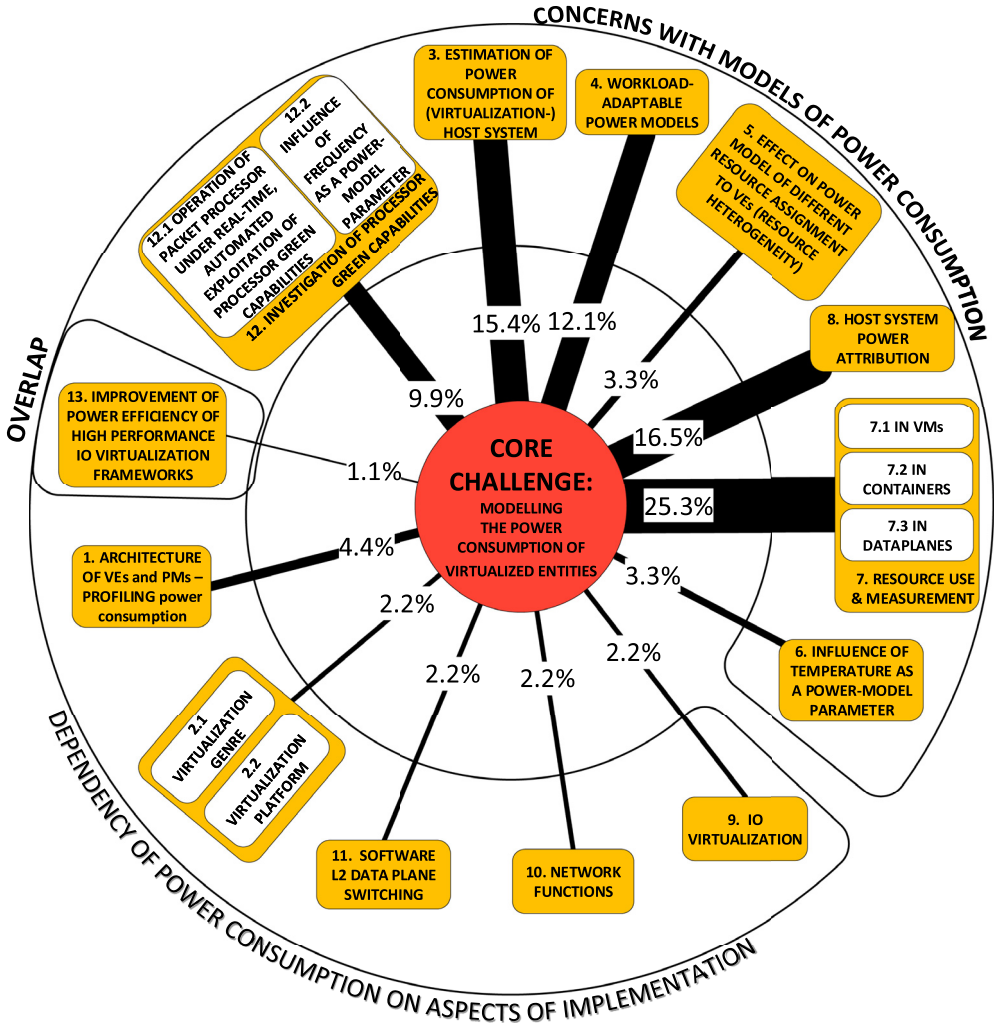 CONCERNS WITH MODELS OF POWER CONSUMPTION
3. ESTIMATION OF
POWER
CONSUMPTION OF
(VIRTUALIZATION-)
HOST SYSTEM
4. WORKLOAD-
ADAPTABLE
POWER MODELS
5. EFFECT ON POWER
MODEL OF DIFFERENT
RESOURCE ASSIGNMENT
TO VEs (RESOURCE
HETEROGENEITY)
8. HOST SYSTEM
POWER
ATTRIBUTION
7.1 IN VMs
7.2 IN
CONTAINERS
7.3 IN
DATAPLANES
7. RESOURCE USE
& MEASUREMENT
6. INFLUENCE OF
TEMPERATURE AS
A POWER-MODEL
PARAMETER
9. IO
VIRTUALIZATION
10. NETWORK
FUNCTIONS
11. SOFTWARE
L2 DATA PLANE
SWITCHING
2.1
VIRTUALIZATION
GENRE
2.2
VIRTUALIZATION
PLATFORM
1. ARCHITECTURE
OF VEs and PMs –
PROFILING power
consumption
13. IMPROVEMENT OF
POWER EFFICIENCY OF
HIGH PERFORMANCE
IO VIRTUALIZATION
FRAMEWORKS
12.1 OPERATION OF
PACKET PROCESSOR
UNDER REAL-TIME,
AUTOMATED
EXPLOITATION OF
PROCESSOR GREEN
CAPABILITIES
12.2
INFLUENCE
OF
FREQUENCY
AS A POWER-
MODEL
PARAMETER
12. INVESTIGATION OF PROCESSOR
GREEN CAPABILITIES
15.4%
12.1%
3.3%
16.5%
25.3%
3.3%
2.2%
2.2%
2.2%
2.2%
4.4%
1.1%
9.9%
CORE
CHALLENGE:
MODELLING
THE POWER
CONSUMPTION OF
VIRTUALIZED ENTITIES
OVERLAP
DEPENDENCY OF POWER CONSUMPTION ON ASPECTS OF IMPLEMENTATION